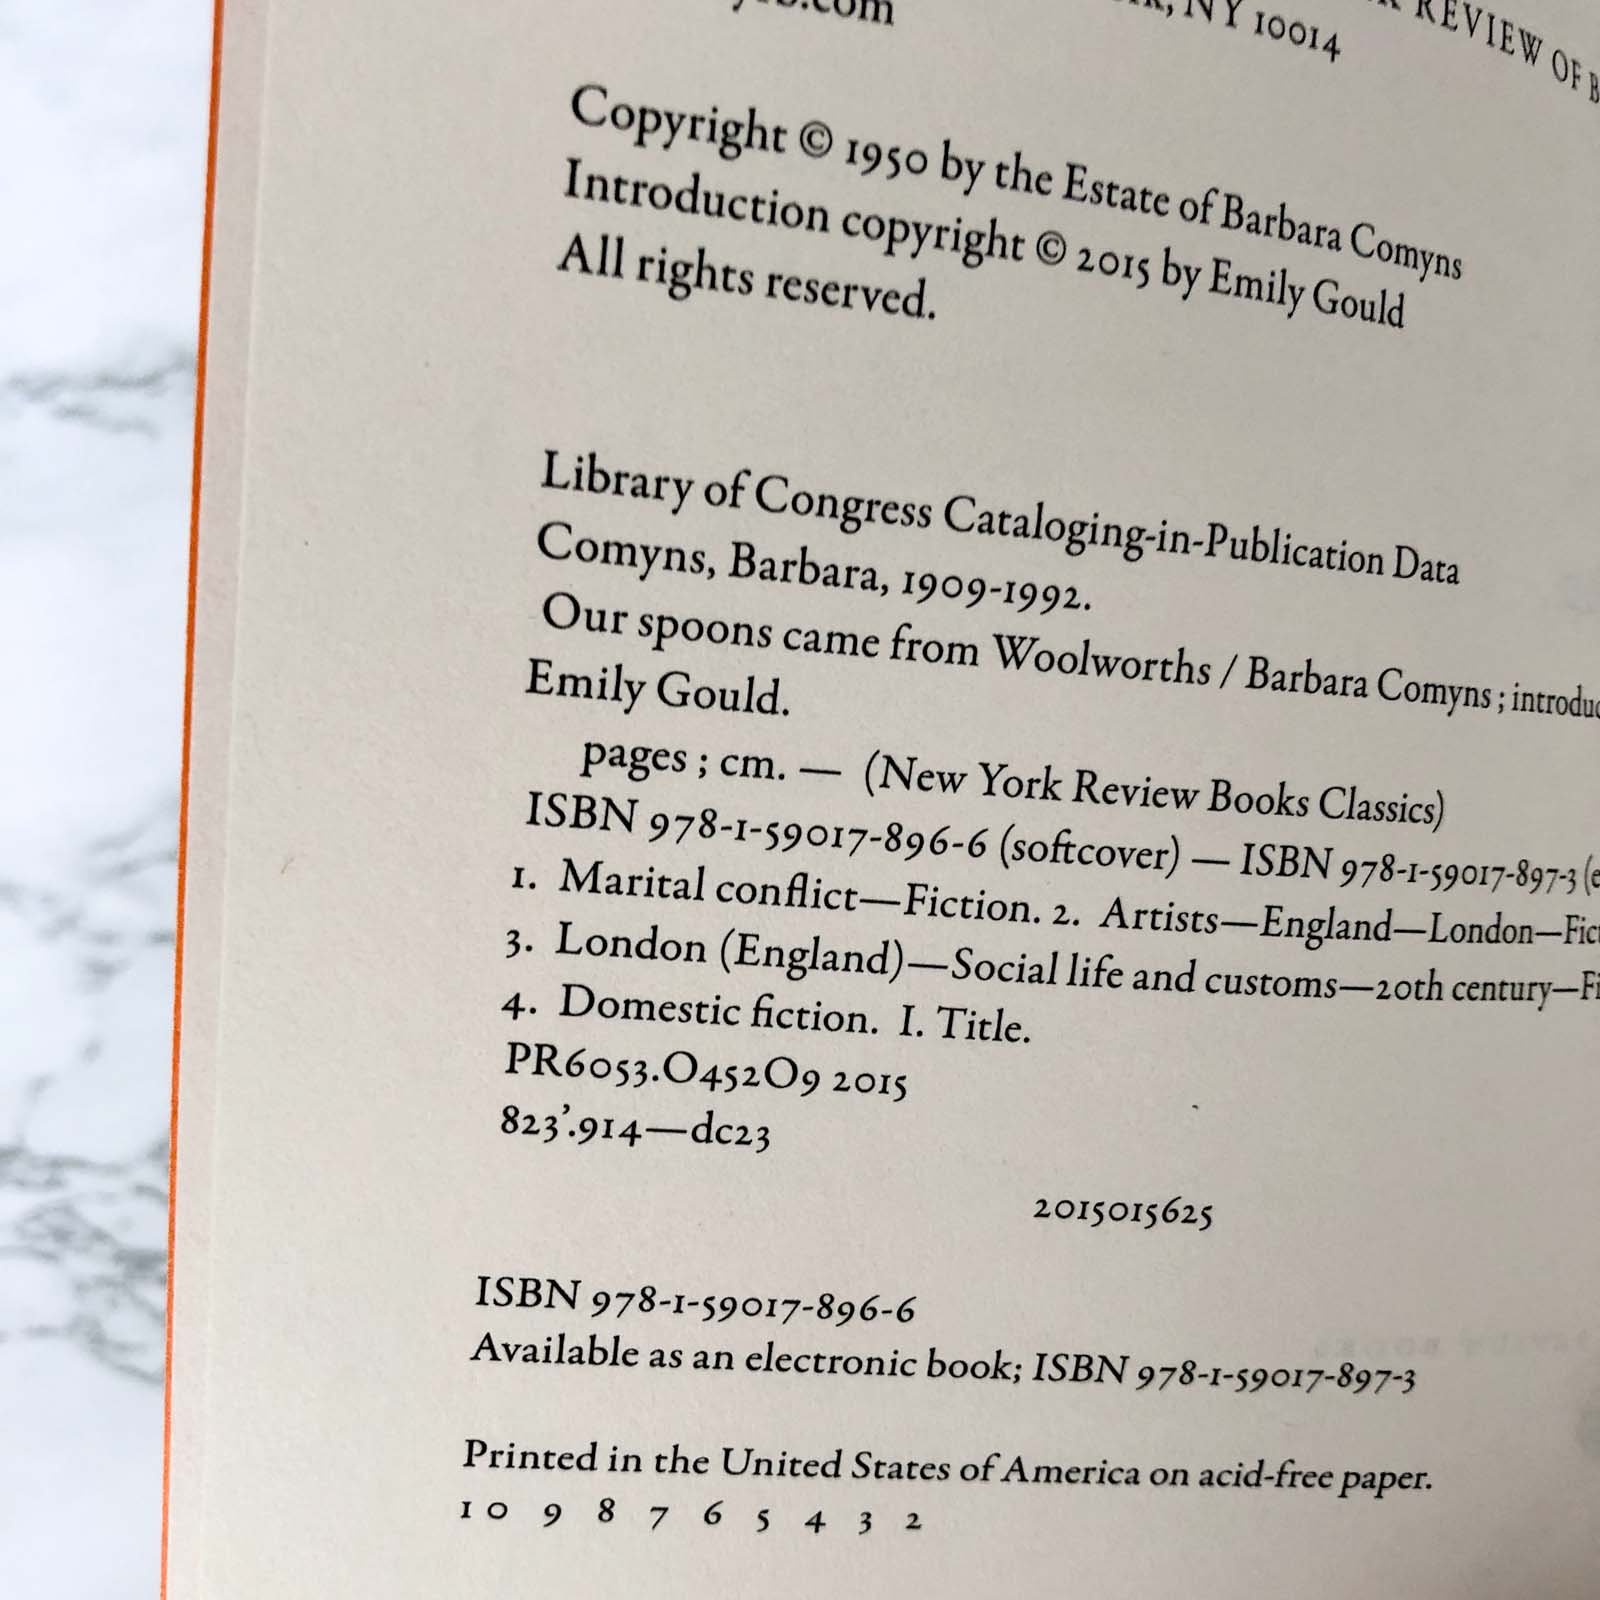 NY 10014
REVIEW OF
Copyright © 1950 by the Estate of Barbara Comyns
Introduction copyright © 2015 by Emily Gould
All rights reserved.
Library of Congress Cataloging-in-Publication Data
Comyns, Barbara, 1909-1992.
Our spoons came from Woolworths / Barbara Comyns ; introduc
Emily Gould.
pages ; cm. — (New York Review Books Classics)
ISBN 978-1-59017-896-6 (softcover) — ISBN 978-1-59017-897-3 (e
1. Marital conflict—Fiction. 2. Artists—England—London—Fict
3. London (England)—Social life and customs—20th century—Fi
4. Domestic fiction. I. Title.
PR6053.O452O9 2015
823'.914—dc23
2015015625
ISBN 978-1-59017-896-6
Available as an electronic book; ISBN 978-1-59017-897-3
Printed in the United States of America on acid-free paper.
10 9 8 7 6 5 4 3 2